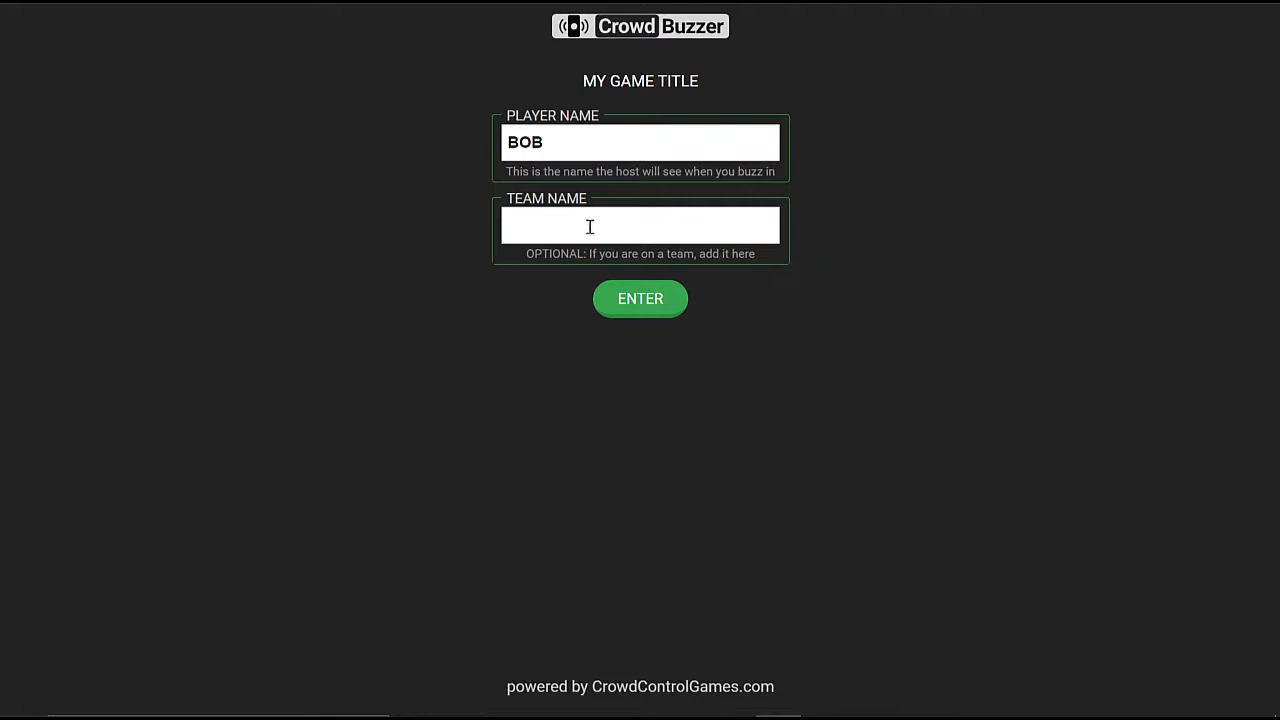 Crowd Buzzer
MY GAME TITLE
PLAYER NAME
BOB
This is the name the host will see when you buzz in
TEAM NAME
OPTIONAL: If you are on a team, add it here
ENTER
powered by CrowdControlGames.com